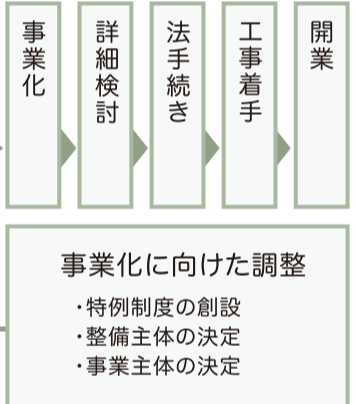 事業化
詳細検討
法手続き
工事着手
開業
事業化に向けた調整
・特例制度の創設
・整備主体の決定
・事業主体の決定